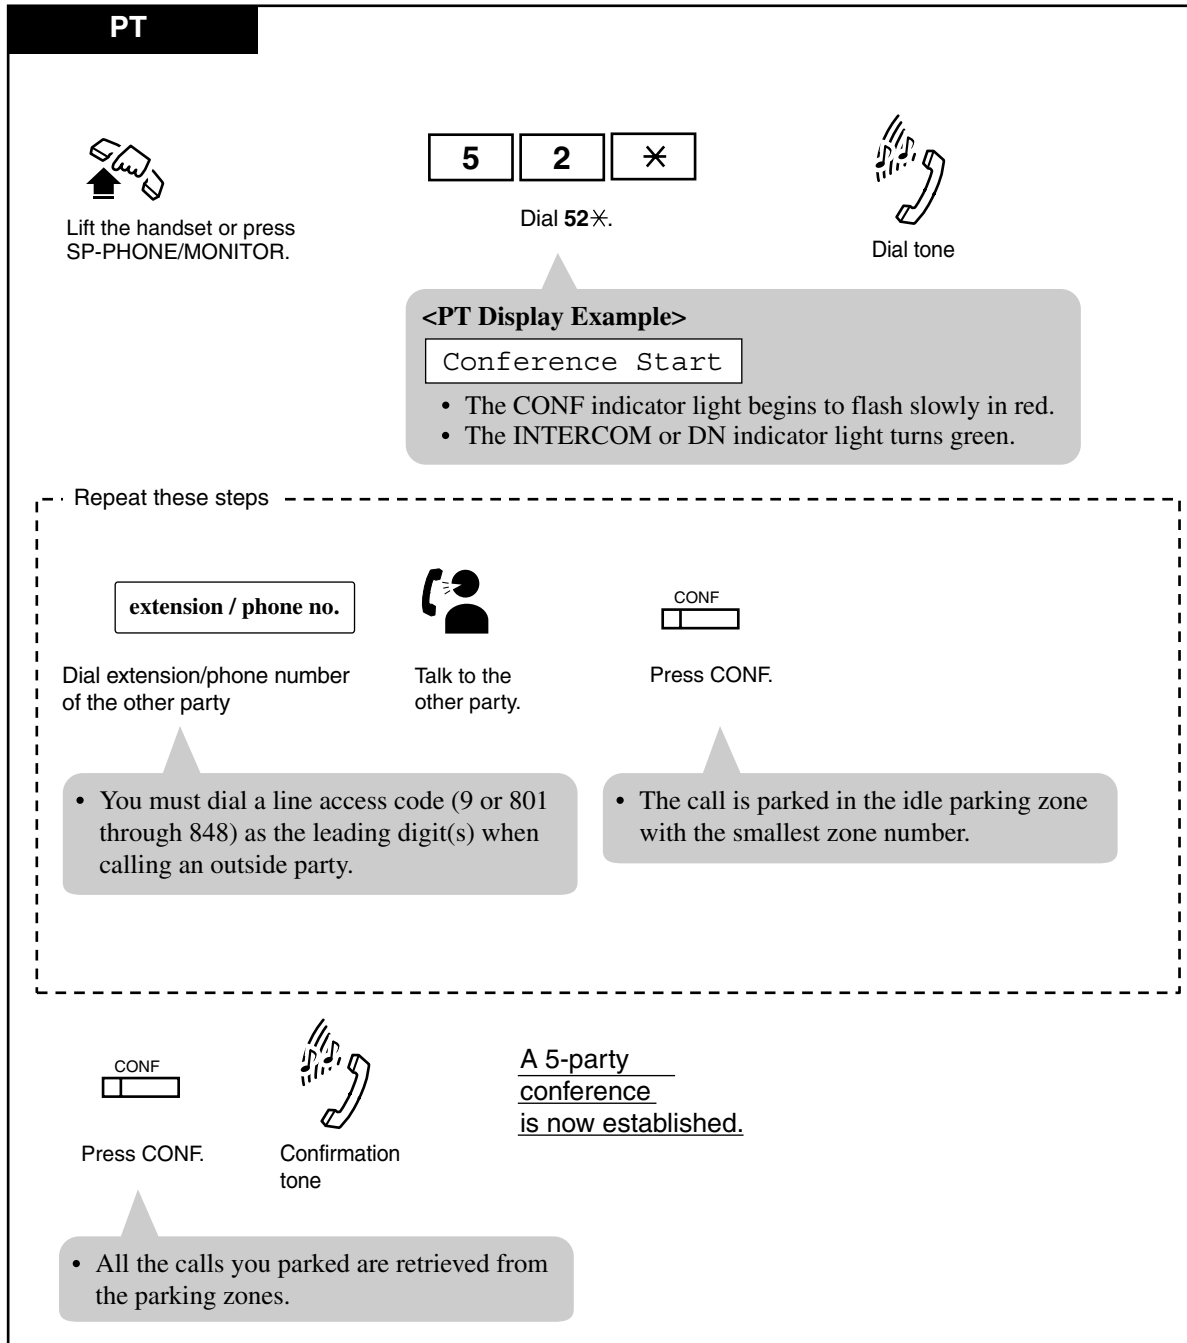 PT
5 2 ✳
Lift the handset or press
SP-PHONE/MONITOR.
Dial 52✳.
Dial tone
<PT Display Example>
Conference Start
• The CONF indicator light begins to flash slowly in red.
• The INTERCOM or DN indicator light turns green.
Repeat these steps
extension / phone no.
CONF
Dial extension/phone number
of the other party
Talk to the
other party.
Press CONF.
• You must dial a line access code (9 or 801
through 848) as the leading digit(s) when
calling an outside party.
• The call is parked in the idle parking zone
with the smallest zone number.
CONF
Press CONF.
Confirmation
tone
A 5-party
conference
is now established.
• All the calls you parked are retrieved from
the parking zones.